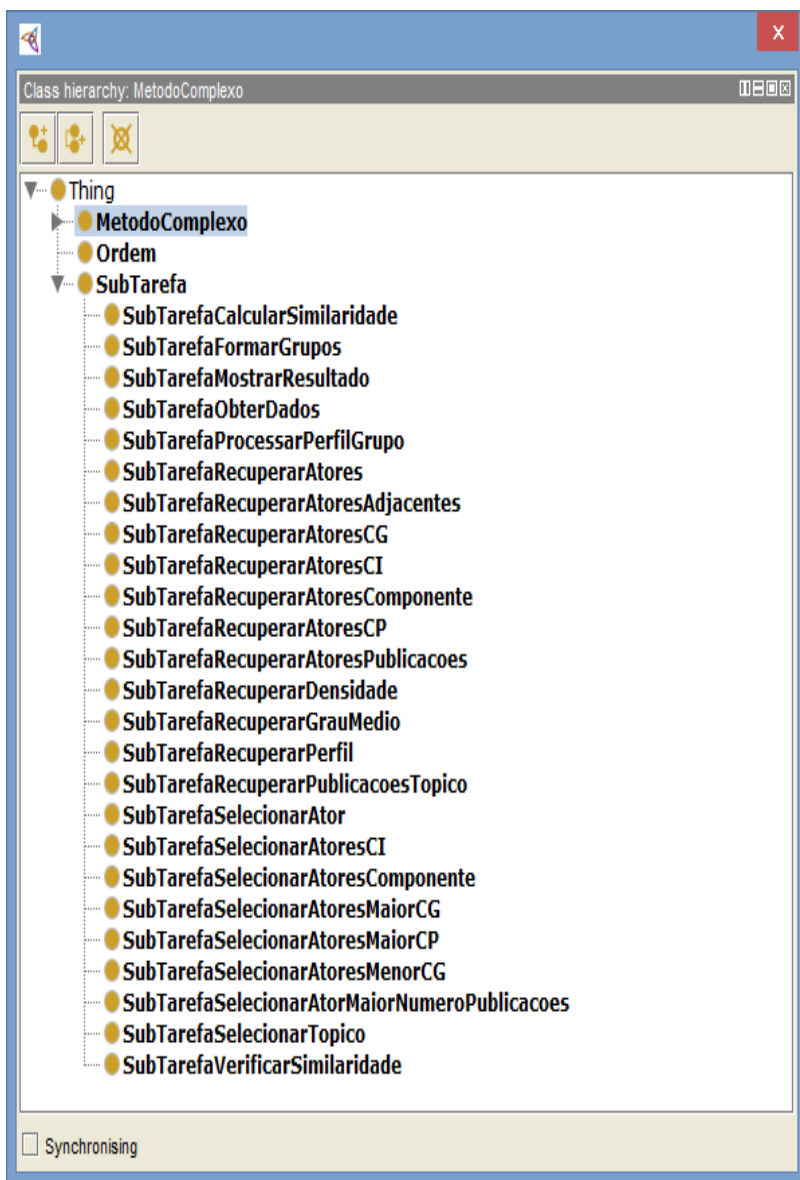 X
Class hierarchy: MetodoComplexo
Thing
MetodoComplexo
Ordem
SubTarefa
SubTarefaCalcularSimilaridade
SubTarefaFormarGrupos
SubTarefaMostrarResultado
SubTarefaObterDados
SubTarefaProcessarPerfilGrupo
SubTarefaRecuperarAtores
SubTarefaRecuperarAtoresAdjacentes
SubTarefaRecuperarAtoresCG
SubTarefaRecuperarAtoresCI
SubTarefaRecuperarAtoresComponente
SubTarefaRecuperarAtoresCP
SubTarefaRecuperarAtoresPublicacoes
SubTarefaRecuperarDensidade
SubTarefaRecuperarGrauMedio
SubTarefaRecuperarPerfil
SubTarefaRecuperarPublicacoesTopico
SubTarefaSelecionarAtor
SubTarefaSelecionarAtoresCI
SubTarefaSelecionarAtoresComponente
SubTarefaSelecionarAtoresMaiorCG
SubTarefaSelecionarAtoresMaiorCP
SubTarefaSelecionarAtoresMenorCG
SubTarefaSelecionarAtorMaiorNumeroPublicacoes
SubTarefaSelecionarTopico
SubTarefaVerificarSimilaridade
Synchronising